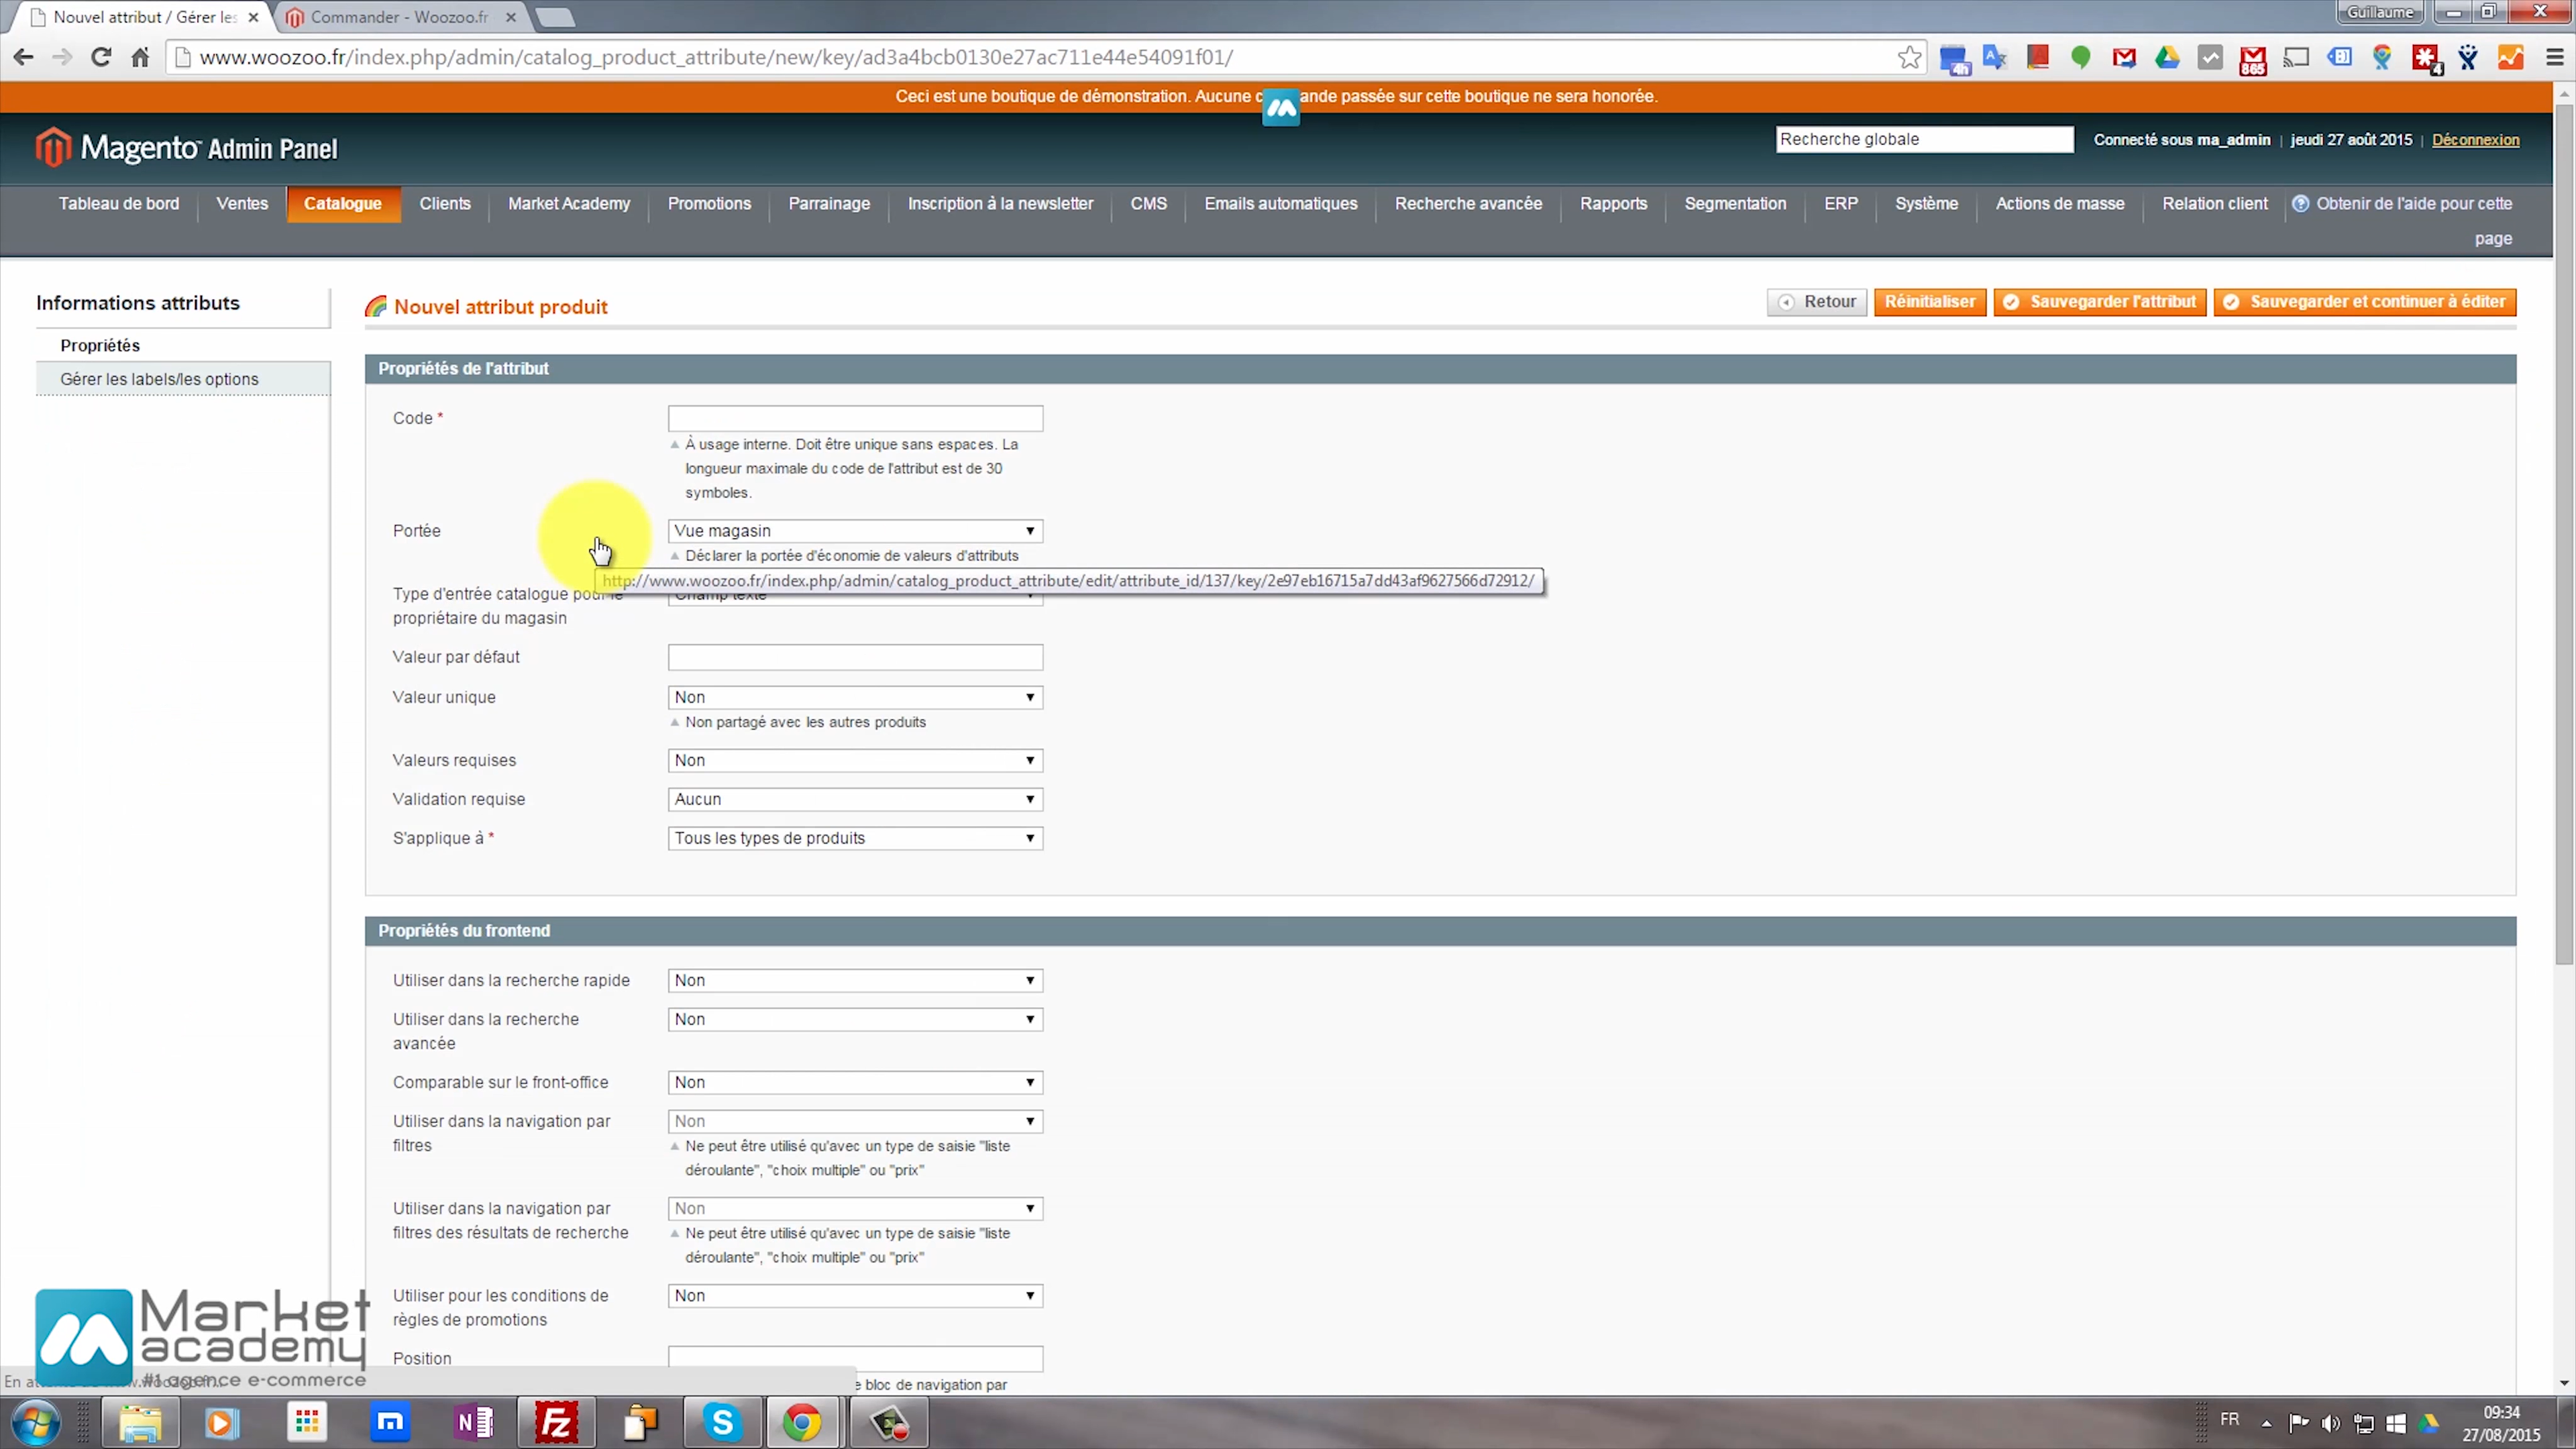 Nouvel attribut / Gérer les
Commander - Woozoo.fr
Guillaume
www.woozoo.fr/index.php/admin/catalog_product_attribute/new/key/ad3a4bcb0130e27ac711e44e54091f01/
4h
865
4
Ceci est une boutique de démonstration. Aucune c ande passée sur cette boutique ne sera honorée.
Magento Admin Panel
Recherche globale
Connecté sous ma_admin | jeudi 27 août 2015 | Déconnexion
Tableau de bord Ventes Catalogue Clients Market Academy Promotions Parrainage Inscription à la newsletter CMS Emails automatiques Recherche avancée Rapports Segmentation ERP Système Actions de masse Relation client Obtenir de l'aide pour cette
page
Informations attributs
Propriétés
Gérer les labels/les options
Nouvel attribut produit
Retour Réinitialiser Sauvegarder l'attribut Sauvegarder et continuer à éditer
Propriétés de l'attribut
Code *
À usage interne. Doit être unique sans espaces. La
longueur maximale du code de l'attribut est de 30
symboles.
Portée Vue magasin
Déclarer la portée d'économie de valeurs d'attributs
http://www.woozoo.fr/index.php/admin/catalog_product_attribute/edit/attribute_id/137/key/2e97eb16715a7dd43af9627566d72912/
Type d'entrée catalogue pour le Champ texte
propriétaire du magasin
Valeur par défaut
Valeur unique Non
Non partagé avec les autres produits
Valeurs requises Non
Validation requise Aucun
S'applique à * Tous les types de produits
Propriétés du frontend
Utiliser dans la recherche rapide Non
Utiliser dans la recherche Non
avancée
Comparable sur le front-office Non
Utiliser dans la navigation par Non
filtres
Ne peut être utilisé qu'avec un type de saisie "liste
déroulante", "choix multiple" ou "prix"
Utiliser dans la navigation par Non
filtres des résultats de recherche
Ne peut être utilisé qu'avec un type de saisie "liste
déroulante", "choix multiple" ou "prix"
Utiliser pour les conditions de Non
règles de promotions
Position
e bloc de navigation par
Market
academy
#1 agence e-commerce
En
FR
09:34
27/08/2015